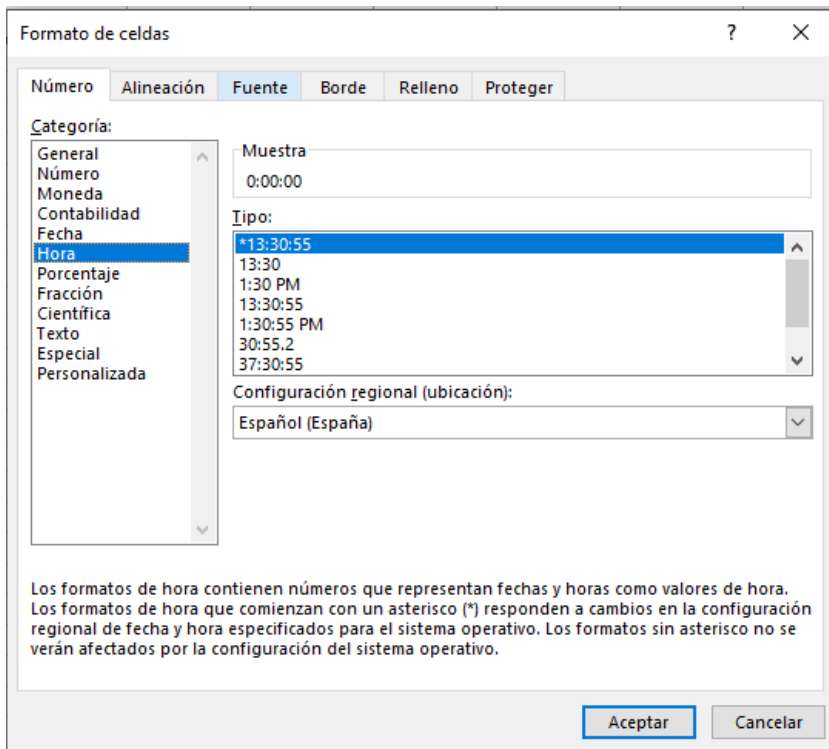 Formato de celdas
?
Número Alineación Fuente Borde Relleno Proteger
Categoría:
General
Número
Moneda
Contabilidad
Fecha
Hora
Porcentaje
Fracción
Científica
Texto
Especial
Personalizada
Muestra
0:00:00
Tipo:
*13:30:55
13:30
1:30 PM
13:30:55
1:30:55 PM
30:55.2
37:30:55
Configuración regional (ubicación):
Español (España)
Los formatos de hora contienen números que representan fechas y horas como valores de hora.
Los formatos de hora que comienzan con un asterisco (*) responden a cambios en la configuración
regional de fecha y hora especificados para el sistema operativo. Los formatos sin asterisco no se
verán afectados por la configuración del sistema operativo.
Aceptar Cancelar